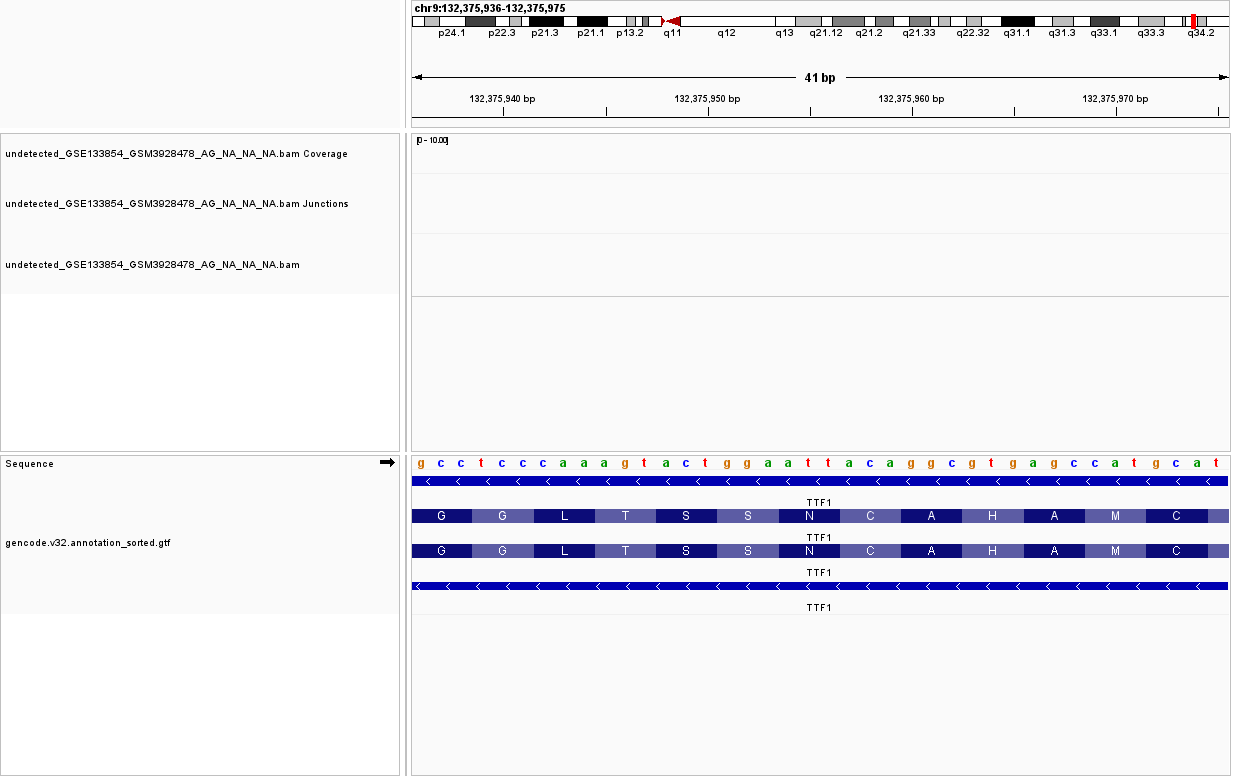 chr9:132,375,936-132,375,975
p24.1 p22.3 p21.3 p21.1 p13.2 q11 q12 q13 q21.12 q21.2 q21.33 q22.32 q31.1 q31.3 q33.1 q33.3 q34.2
41 bp
132,375,940 bp 132,375,950 bp 132,375,960 bp 132,375,970 bp
[0 - 10.00]
undetected_GSE133854_GSM3928478_AG_NA_NA_NA.bam Coverage
undetected_GSE133854_GSM3928478_AG_NA_NA_NA.bam Junctions
undetected_GSE133854_GSM3928478_AG_NA_NA_NA.bam
Sequence
g c c t c c c a a a g t a c t g g a a t t a c a g g c g t g a g c c a t g c a t
TTF1
G G L T S S N C A H A M C
TTF1
gencode.v32.annotation_sorted.gtf
G G L T S S N C A H A M C
TTF1
TTF1